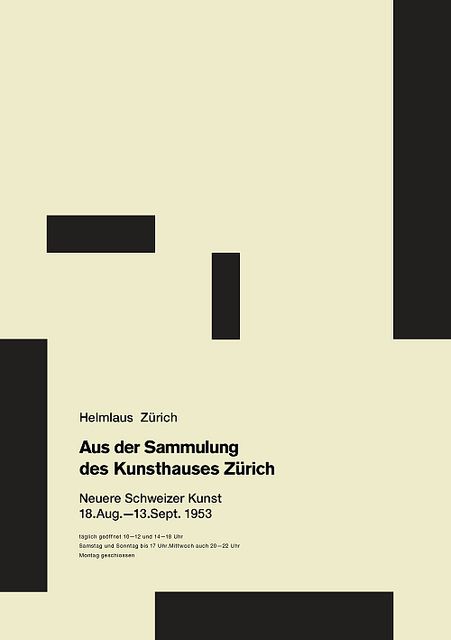 Helmlaus Zürich
Aus der Sammulung
des Kunsthauses Zürich
Neuere Schweizer Kunst
18.Aug.—13.Sept. 1953
täglich geöffnet 10—12 und 14—18 Uhr
Samstag und Sonntag bis 17 Uhr.Mittwoch auch 20—22 Uhr
Montag geschlossen